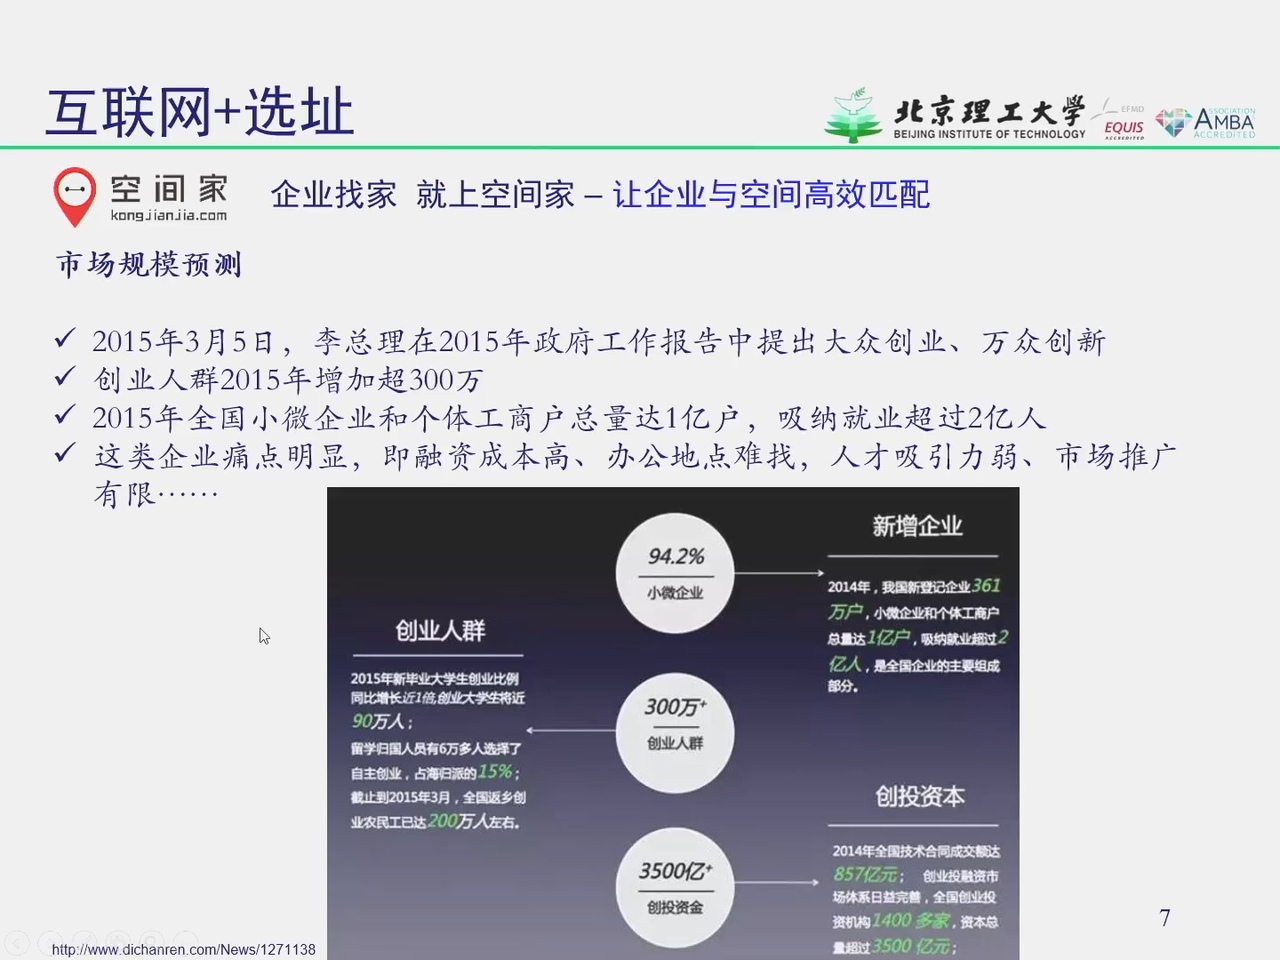 互联网+选址
北京理工大学
BEIJING INSTITUTE OF TECHNOLOGY
EFMD
EQUIS
ACCREDITED
ASSOCIATION
AMBA
ACCREDITED
空间家
kongjianjia.com
企业找家 就上空间家 – 让企业与空间高效匹配
市场规模预测
✓ 2015年3月5日，李总理在2015年政府工作报告中提出大众创业、万众创新
✓ 创业人群2015年增加超300万
✓ 2015年全国小微企业和个体工商户总量达1亿户，吸纳就业超过2亿人
✓ 这类企业痛点明显，即融资成本高、办公地点难找，人才吸引力弱、市场推广
有限……
94.2%
小微企业
新增企业
2014年，我国新登记企业361
万户，小微企业和个体工商户
总量达1亿户，吸纳就业超过2
亿人，是全国企业的主要组成
部分。
创业人群
2015年新毕业大学生创业比例
同比增长近1倍,创业大学生将近
90万人；
留学归国人员有6万多人选择了
自主创业，占海归派的15%；
截止到2015年3月，全国返乡创
业农民工已达200万人左右。
300万+
创业人群
3500亿+
创投资金
创投资本
2014年全国技术合同成交额达
857亿元； 创业投融资市
场体系日益完善，全国创业投
资机构1400 多家，资本总
量超过3500 亿元；
7
http://www.dichanren.com/News/1271138